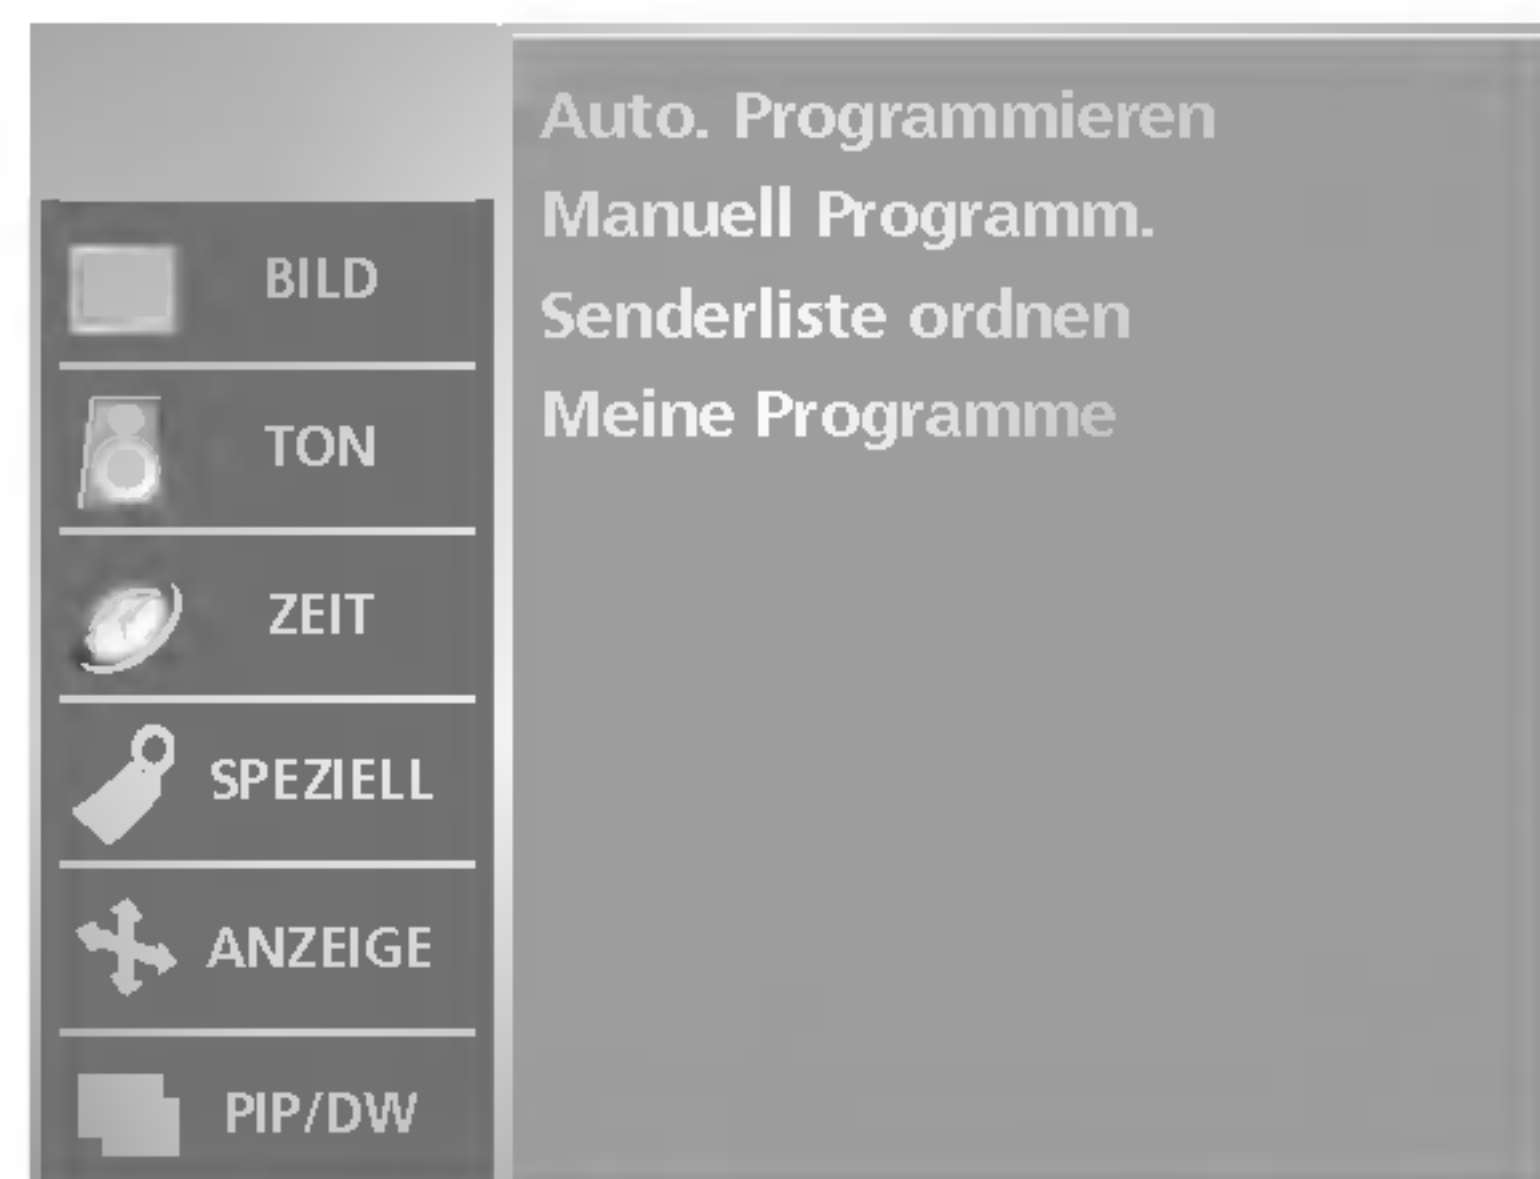 Auto. Programmieren
Manuell Programm.
Senderliste ordnen
Meine Programme
BILD
TON
ZEIT
SPEZIELL
ANZEIGE
PIP/DW